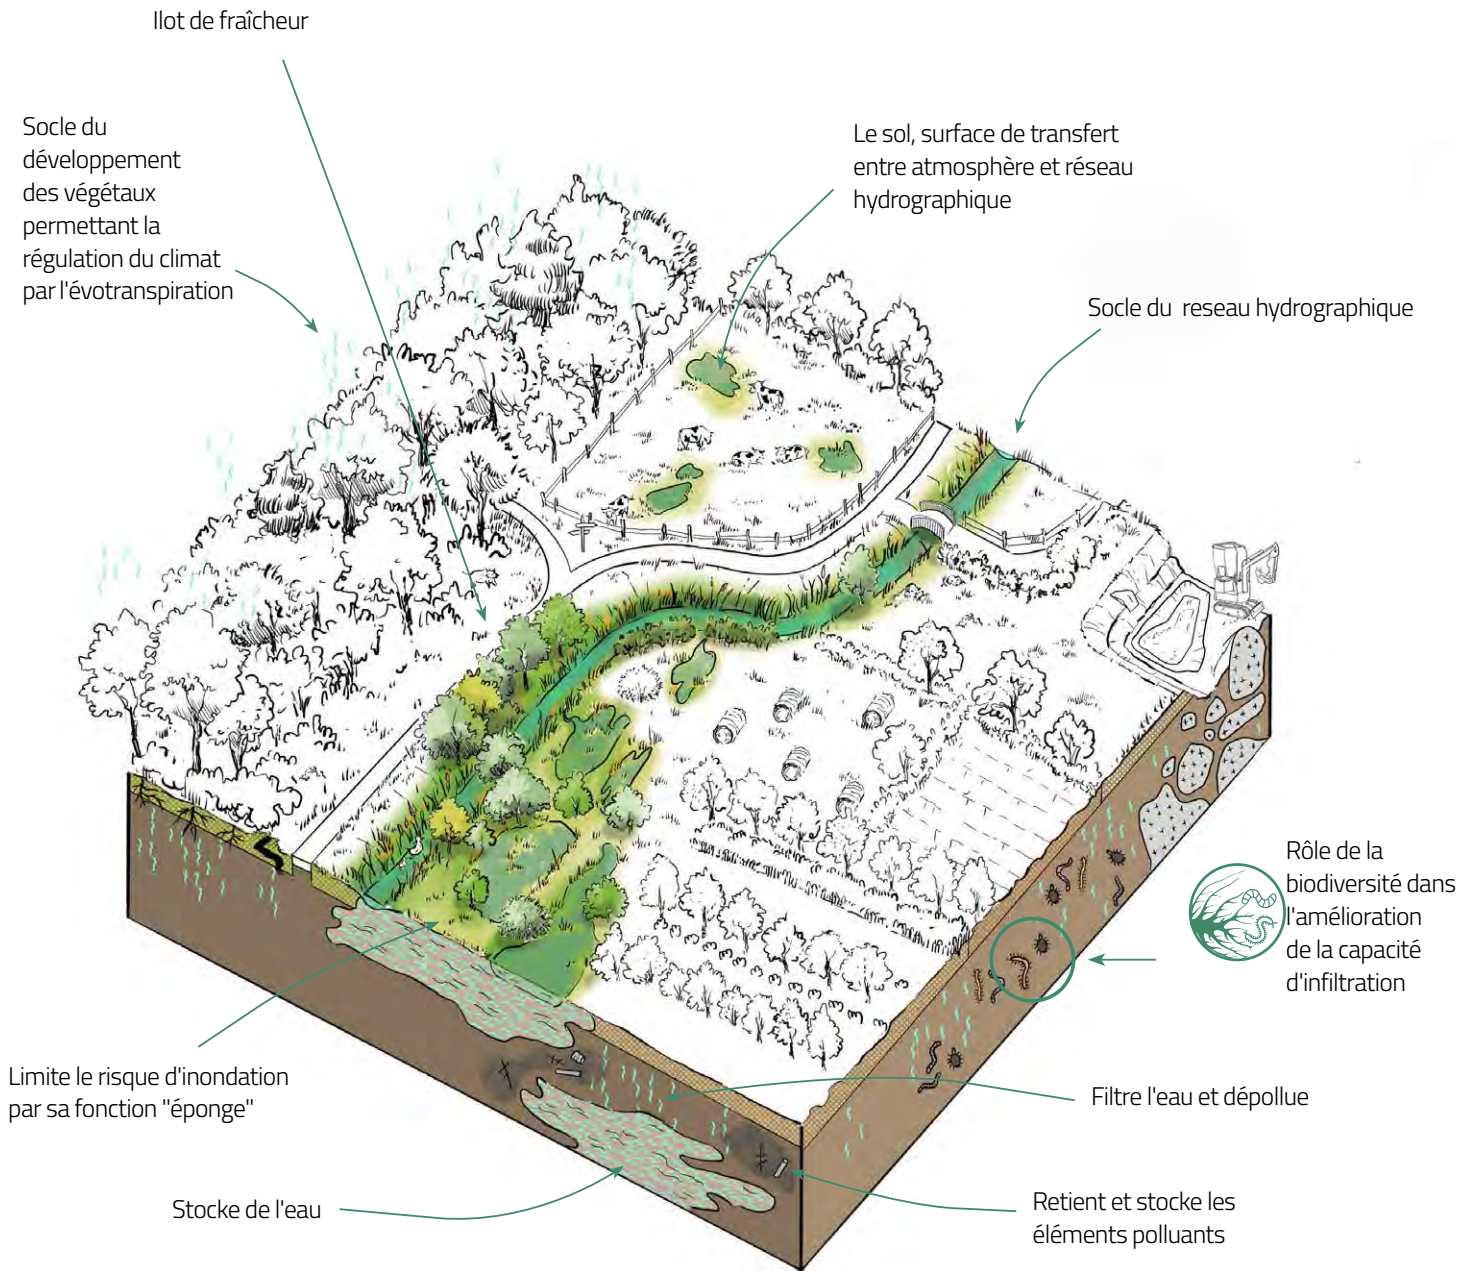 Ilot de fraîcheur
Socle du
développement
des végétaux
permettant la
régulation du climat
par l'évotranspiration
Le sol, surface de transfert
entre atmosphère et réseau
hydrographique
Socle du  reseau hydrographique
Rôle de la
biodiversité dans
l'amélioration
de la capacité
d'infiltration
Limite le risque d'inondation
par sa fonction "éponge"
Filtre l'eau et dépollue
Stocke de l'eau
Retient et stocke les
éléments polluants